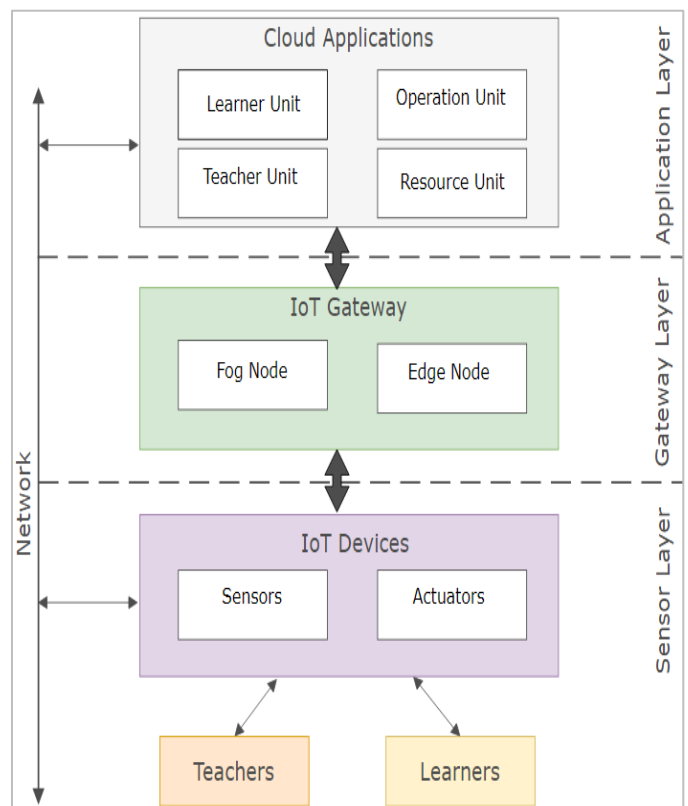 Cloud Applications
Learner Unit
Operation Unit
Teacher Unit
Resource Unit
Application Layer
IoT Gateway
Fog Node
Edge Node
Gateway Layer
Network
IoT Devices
Sensors
Actuators
Sensor Layer
Teachers
Learners